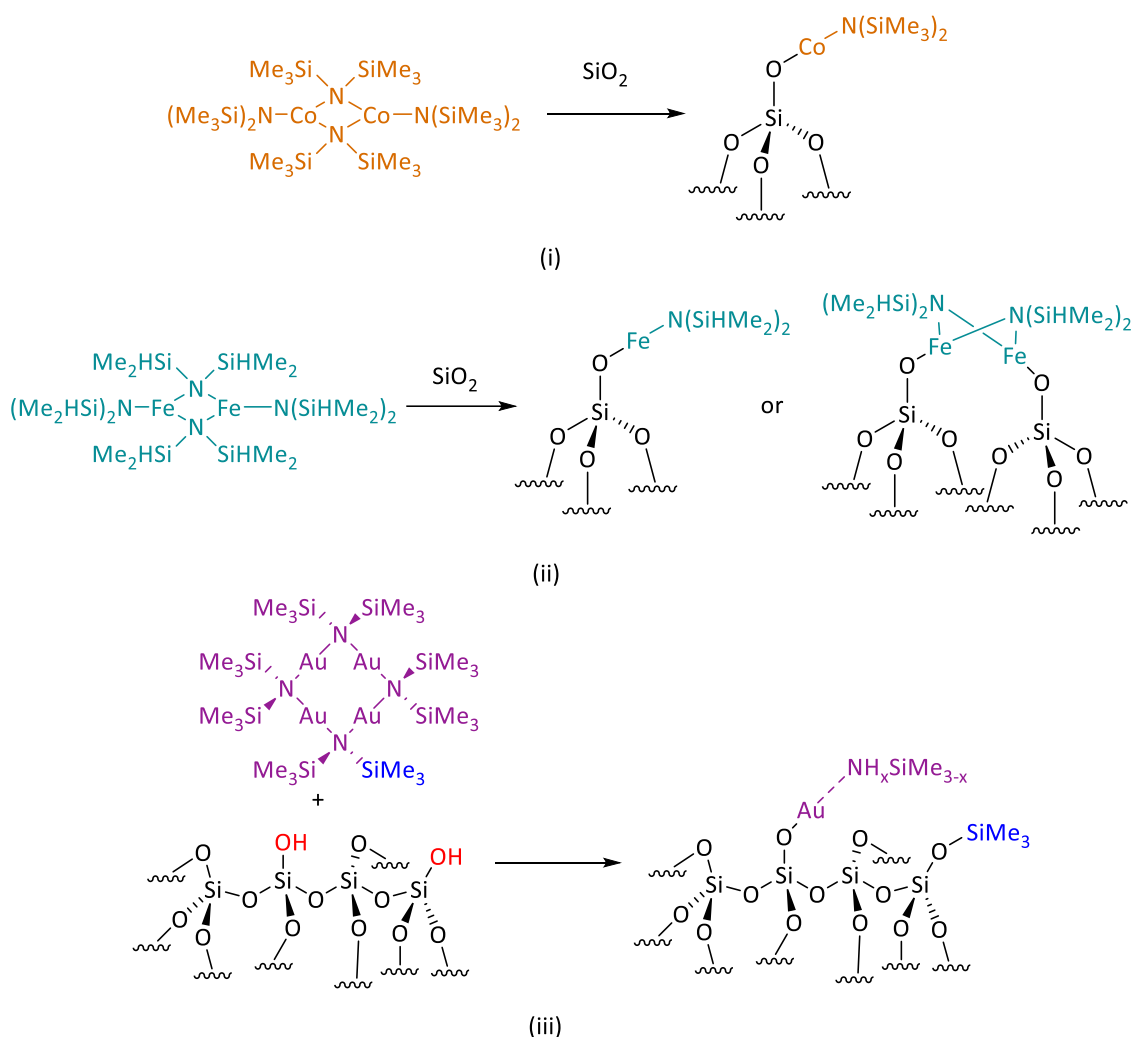 N(SiMe3)2
Co
O
Me3Si SiMe3 SiO2
N
(Me3Si)2N Co Co N(SiMe3)2 Si
N O O
Me3Si SiMe3 O
(i)
(Me2HSi)2N N(SiHMe2)2
N(SiHMe2)2
Fe Fe Fe
Me2HSi SiHMe2 O O O
N SiO2
(Me2HSi)2N Fe Fe N(SiHMe2)2 Si or Si Si
N
Me2HSi SiHMe2 O O O O O O
O O O
(ii)
Me3Si SiMe3
N
Me3Si Au Au SiMe3
N N
Me3Si Au Au SiMe3
N
Me3Si SiMe3 NHxSiMe3-x
+
Au
OH O OH O O SiMe3
O O O O
Si Si Si Si Si Si Si Si
O O O O O O
O O O O O O O O O O O O
(iii)